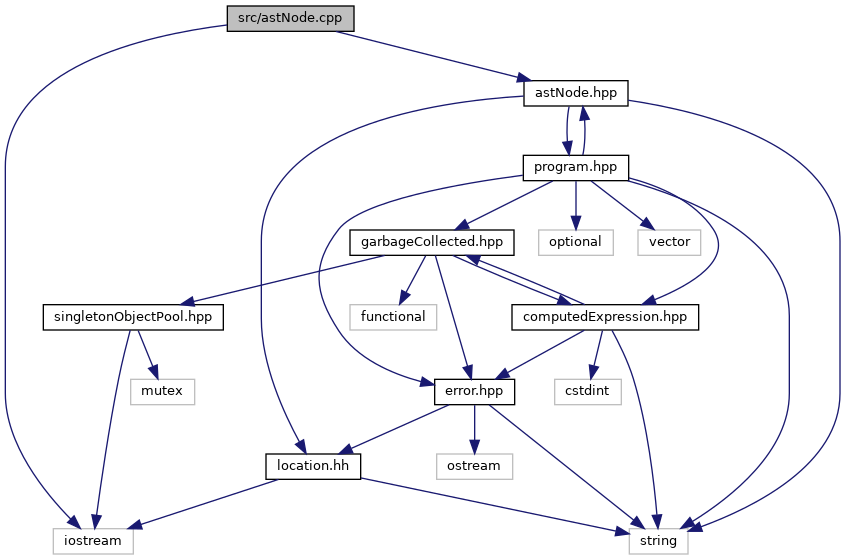 src/astNode.cpp
astNode.hpp
program.hpp
garbageCollected.hpp
optional
vector
singletonObjectPool.hpp
functional
computedExpression.hpp
mutex
error.hpp
cstdint
location.hh
ostream
iostream
string